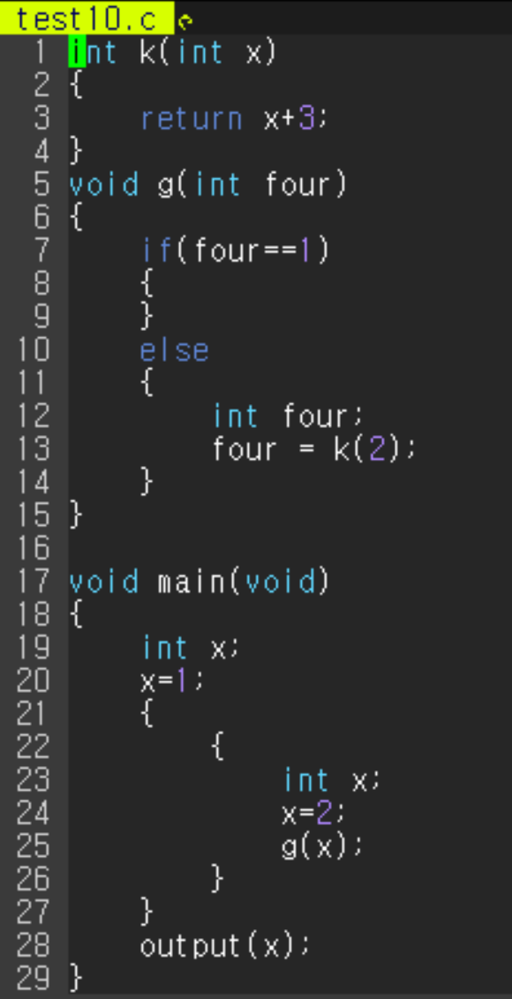 test10.c
1 int k(int x)
2 {
3     return x+3;
4 }
5 void g(int four)
6 {
7     if(four==1)
8     {
9     }
10     else
11     {
12         int four;
13         four = k(2);
14     }
15 }
16
17 void main(void)
18 {
19     int x;
20     x=1;
21     {
22         {
23             int x;
24             x=2;
25             g(x);
26         }
27     }
28     output(x);
29 }